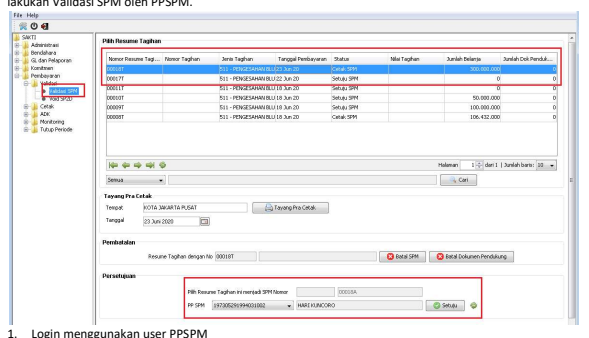 lakukan Validasi SPM oleh PPSPM.
File Help
SAKTI
Administrasi
Bendahara
GL dan Pelaporan
Komitmen
Pembayaran
Validasi
Validasi SPM
Void SP2D
Cetak
ADK
Monitoring
Tutup Periode
Pilih Resume Tagihan
Nomor Resume Tagi... Nomor Tagihan Jenis Tagihan Tanggal Pembayaran Status Nilai Tagihan Jumlah Belanja Jumlah Dok Penduk...
00018T 511 - PENGESAHAN BLU 23 Jun 20 Cetak SPM 300.000.000 0
00017T 511 - PENGESAHAN BLU 23 Jun 20 Setuju SPM 0
00011T 511 - PENGESAHAN BLU 18 Jun 20 Setuju SPM 0 0
00010T 511 - PENGESAHAN BLU 18 Jun 20 Setuju SPM 50.000.000 0
00009T 511 - PENGESAHAN BLU 18 Jun 20 Setuju SPM 100.000.000 0
00008T 511 - PENGESAHAN BLU 18 Jun 20 Cetak SPM 106.432.000 0
Halaman 1 dari 1 | Jumlah baris: 10
Semua Cari
Tayang Pra Cetak
Tempat KOTA JAKARTA PUSAT Tayang Pra Cetak
Tanggal 23 Juni 2020
Pembatalan
Resume Tagihan dengan No 00018T Batal SPM Batal Dokumen Pendukung
Persetujuan
Pilih Resume Tagihan ini menjadi SPM Nomor 00018A
PP SPM 197305291994031002 HARI KUNCORO Setuju
1. Login menggunakan user PPSPM